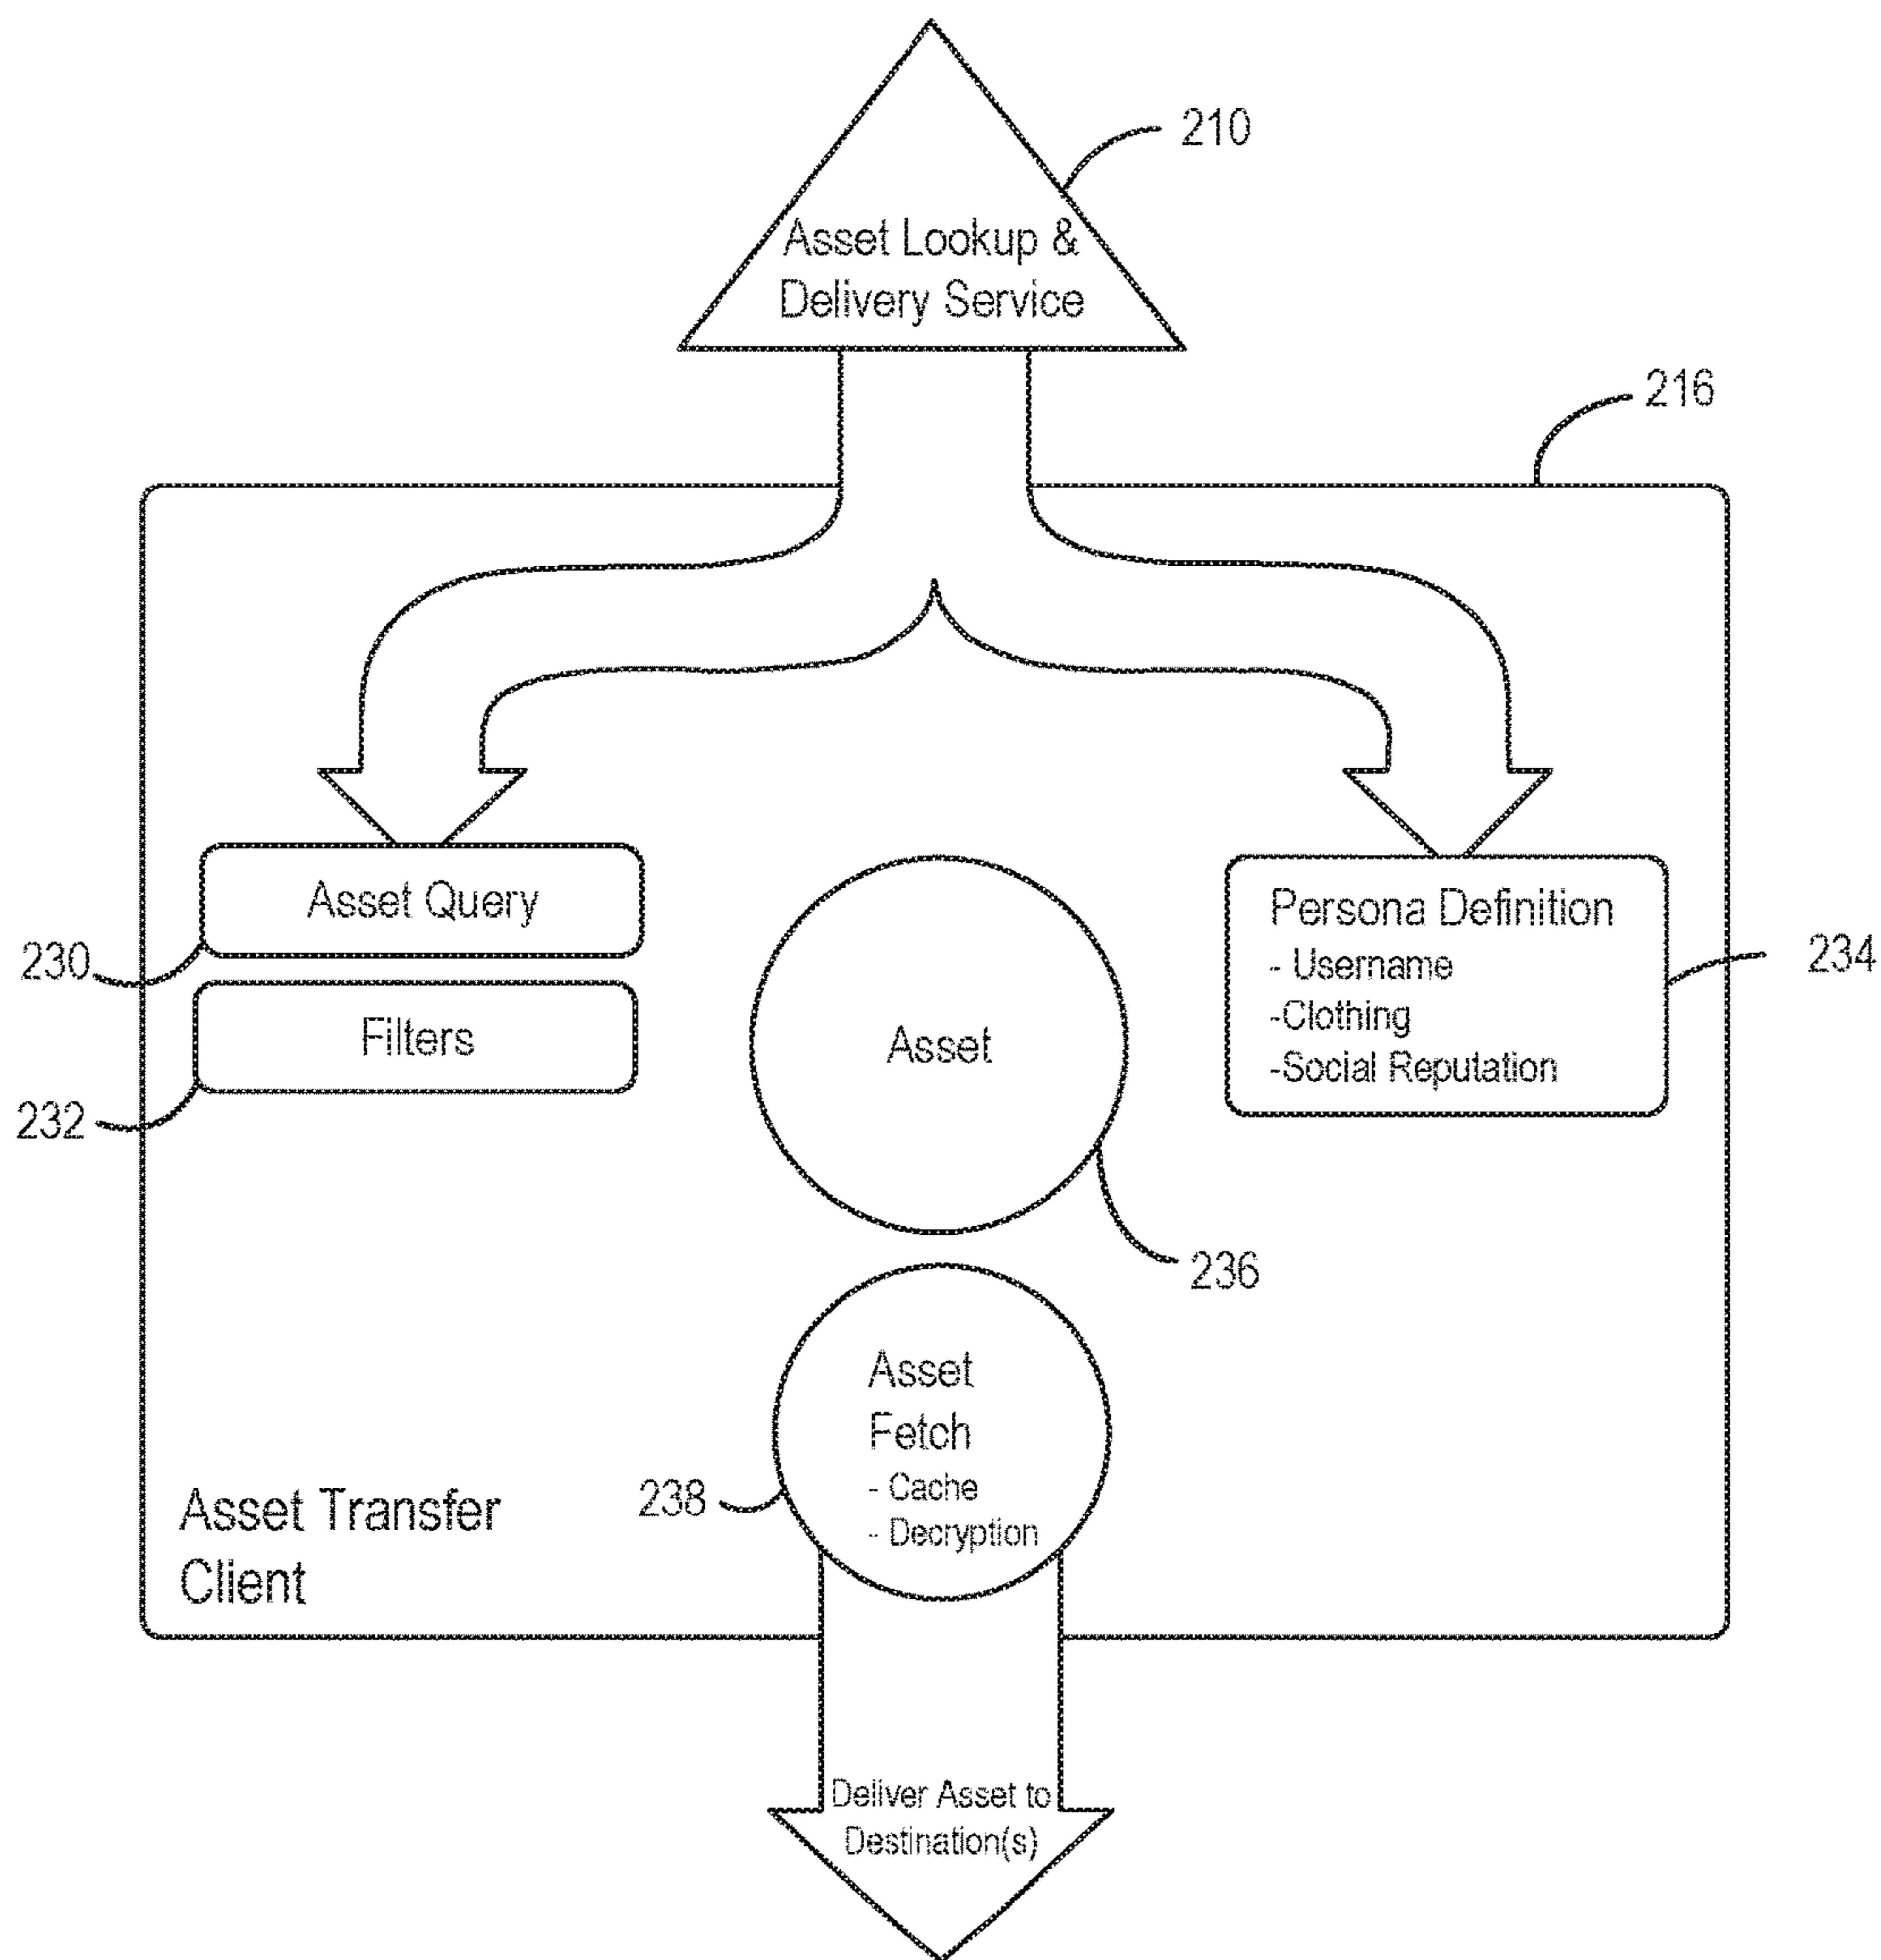 210
Asset Lookup &
Delivery Service
216
Asset Query
230
Filters
232
Asset
236
Persona Definition
- Username
-Clothing
-Social Reputation
234
Asset
Fetch
- Cache
- Decryption
238
Asset Transfer
Client
Deliver Asset to
Destination(s)